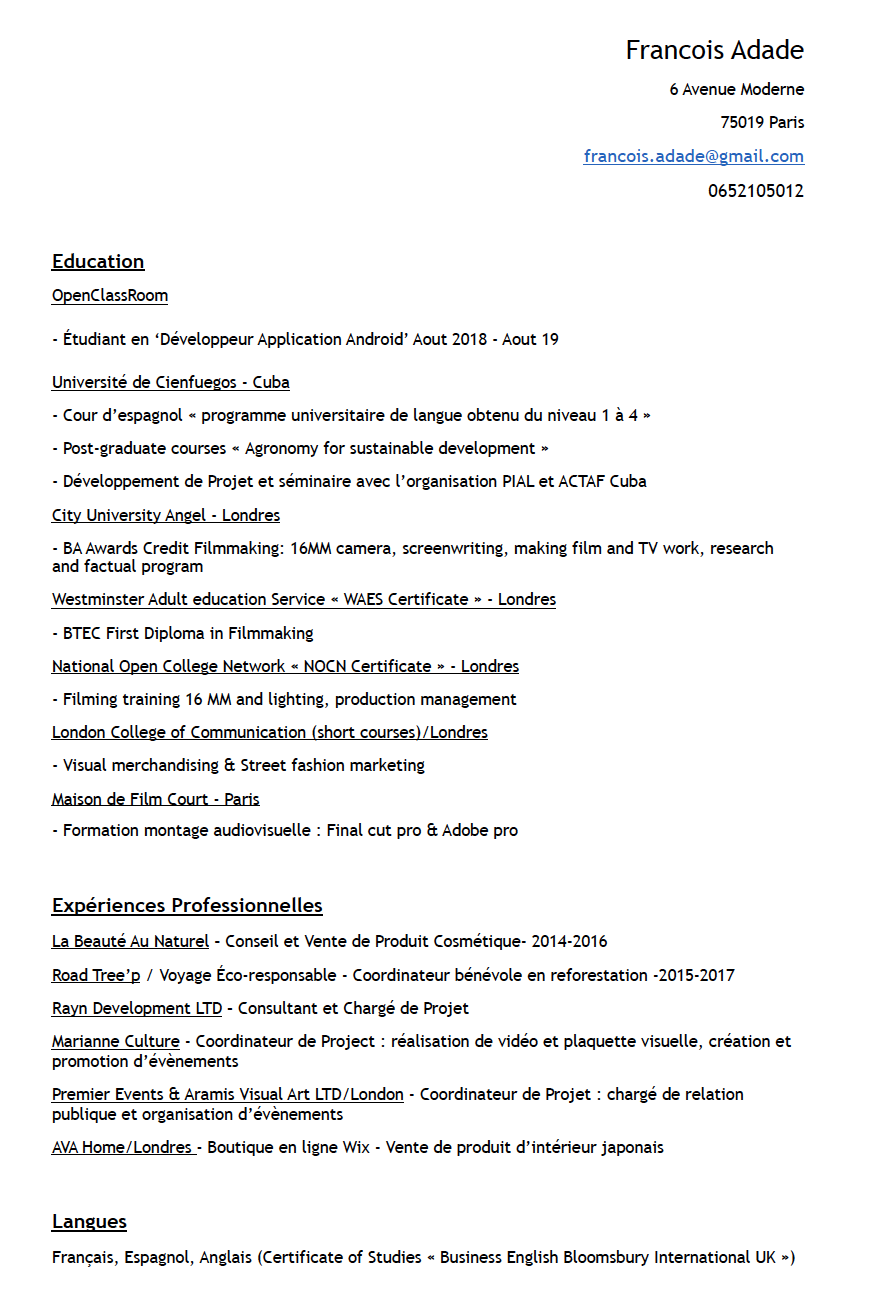 Francois Adade
6 Avenue Moderne
75019 Paris
francois.adade@gmail.com
0652105012
Education
OpenClassRoom
- Étudiant en ‘Développeur Application Android’ Aout 2018 - Aout 19
Université de Cienfuegos - Cuba
- Cour d’espagnol « programme universitaire de langue obtenu du niveau 1 à 4 »
- Post-graduate courses « Agronomy for sustainable development »
- Développement de Projet et séminaire avec l’organisation PIAL et ACTAF Cuba
City University Angel - Londres
- BA Awards Credit Filmmaking: 16MM camera, screenwriting, making film and TV work, research
and factual program
Westminster Adult education Service « WAES Certificate » - Londres
- BTEC First Diploma in Filmmaking
National Open College Network « NOCN Certificate » - Londres
- Filming training 16 MM and lighting, production management
London College of Communication (short courses)/Londres
- Visual merchandising & Street fashion marketing
Maison de Film Court - Paris
- Formation montage audiovisuelle : Final cut pro & Adobe pro
Expériences Professionnelles
La Beauté Au Naturel – Conseil et Vente de Produit Cosmétique- 2014-2016
Road Tree’p / Voyage Éco-responsable - Coordinateur bénévole en reforestation -2015-2017
Rayn Development LTD – Consultant et Chargé de Projet
Marianne Culture - Coordinateur de Project : réalisation de vidéo et plaquette visuelle, création et
promotion d’évènements
Premier Events & Aramis Visual Art LTD/London - Coordinateur de Projet : chargé de relation
publique et organisation d’évènements
AVA Home/Londres - Boutique en ligne Wix - Vente de produit d’intérieur japonais
Langues
Français, Espagnol, Anglais (Certificate of Studies « Business English Bloomsbury International UK »)